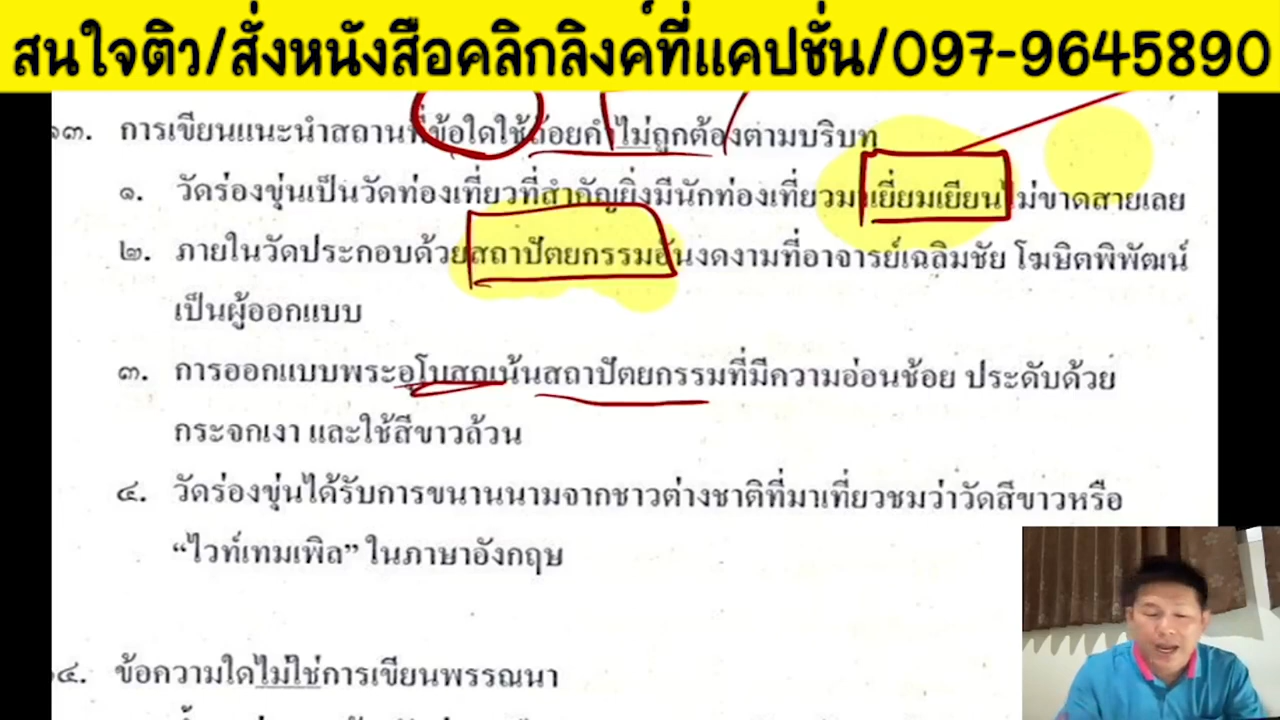 สนใจติว/สั่งหนังสือคลิกลิงค์ที่แคปชั่น/097-9645890
๑๓. การเขียนแนะนำสถานที่ข้อใดใช้ถ้อยคำไม่ถูกต้องตามบริบท
๑. วัดร่องขุ่นเป็นวัดท่องเที่ยวที่สำคัญยิ่งมีนักท่องเที่ยวมาเยี่ยมเยียนไม่ขาดสายเลย
๒. ภายในวัดประกอบด้วยสถาปัตยกรรมอันงดงามที่อาจารย์เฉลิมชัย โฆษิตพิพัฒน์
เป็นผู้ออกแบบ
๓. การออกแบบพระอุโบสถเน้นสถาปัตยกรรมที่มีความอ่อนช้อย ประดับด้วย
กระจกเงา และใช้สีขาวล้วน
๔. วัดร่องขุ่นได้รับการขนานนามจากชาวต่างชาติที่มาเที่ยวชมว่าวัดสีขาวหรือ
“ไวท์เทมเพิล” ในภาษาอังกฤษ
๑๔. ข้อความใดไม่ใช่การเขียนพรรณนา